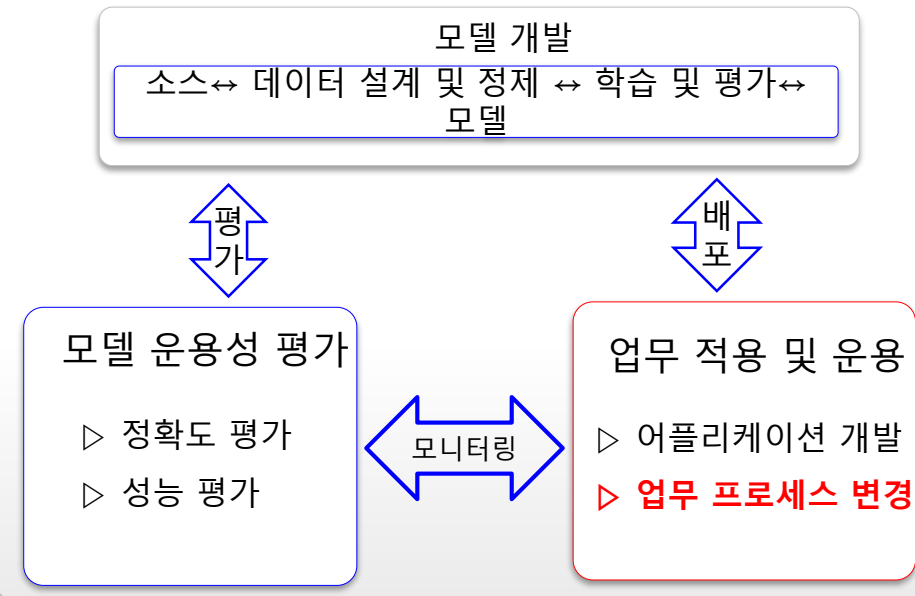 모델 개발
소스↔ 데이터 설계 및 정제 ↔ 학습 및 평가↔
모델
평
가
배
포
모델 운용성 평가
▷ 정확도 평가
▷ 성능 평가
모니터링
업무 적용 및 운용
▷ 어플리케이션 개발
▷ 업무 프로세스 변경